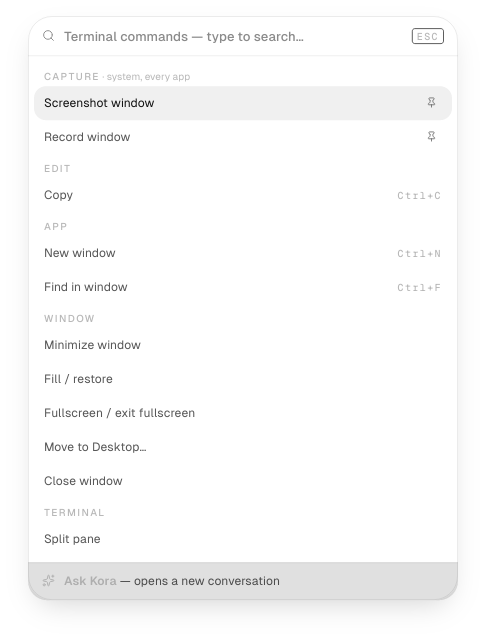 Terminal commands — type to search…
ESC
CAPTURE · system, every app
Screenshot window
Record window
EDIT
Copy Ctrl+C
APP
New window Ctrl+N
Find in window Ctrl+F
WINDOW
Minimize window
Fill / restore
Fullscreen / exit fullscreen
Move to Desktop…
Close window
TERMINAL
Split pane
Ask Kora — opens a new conversation